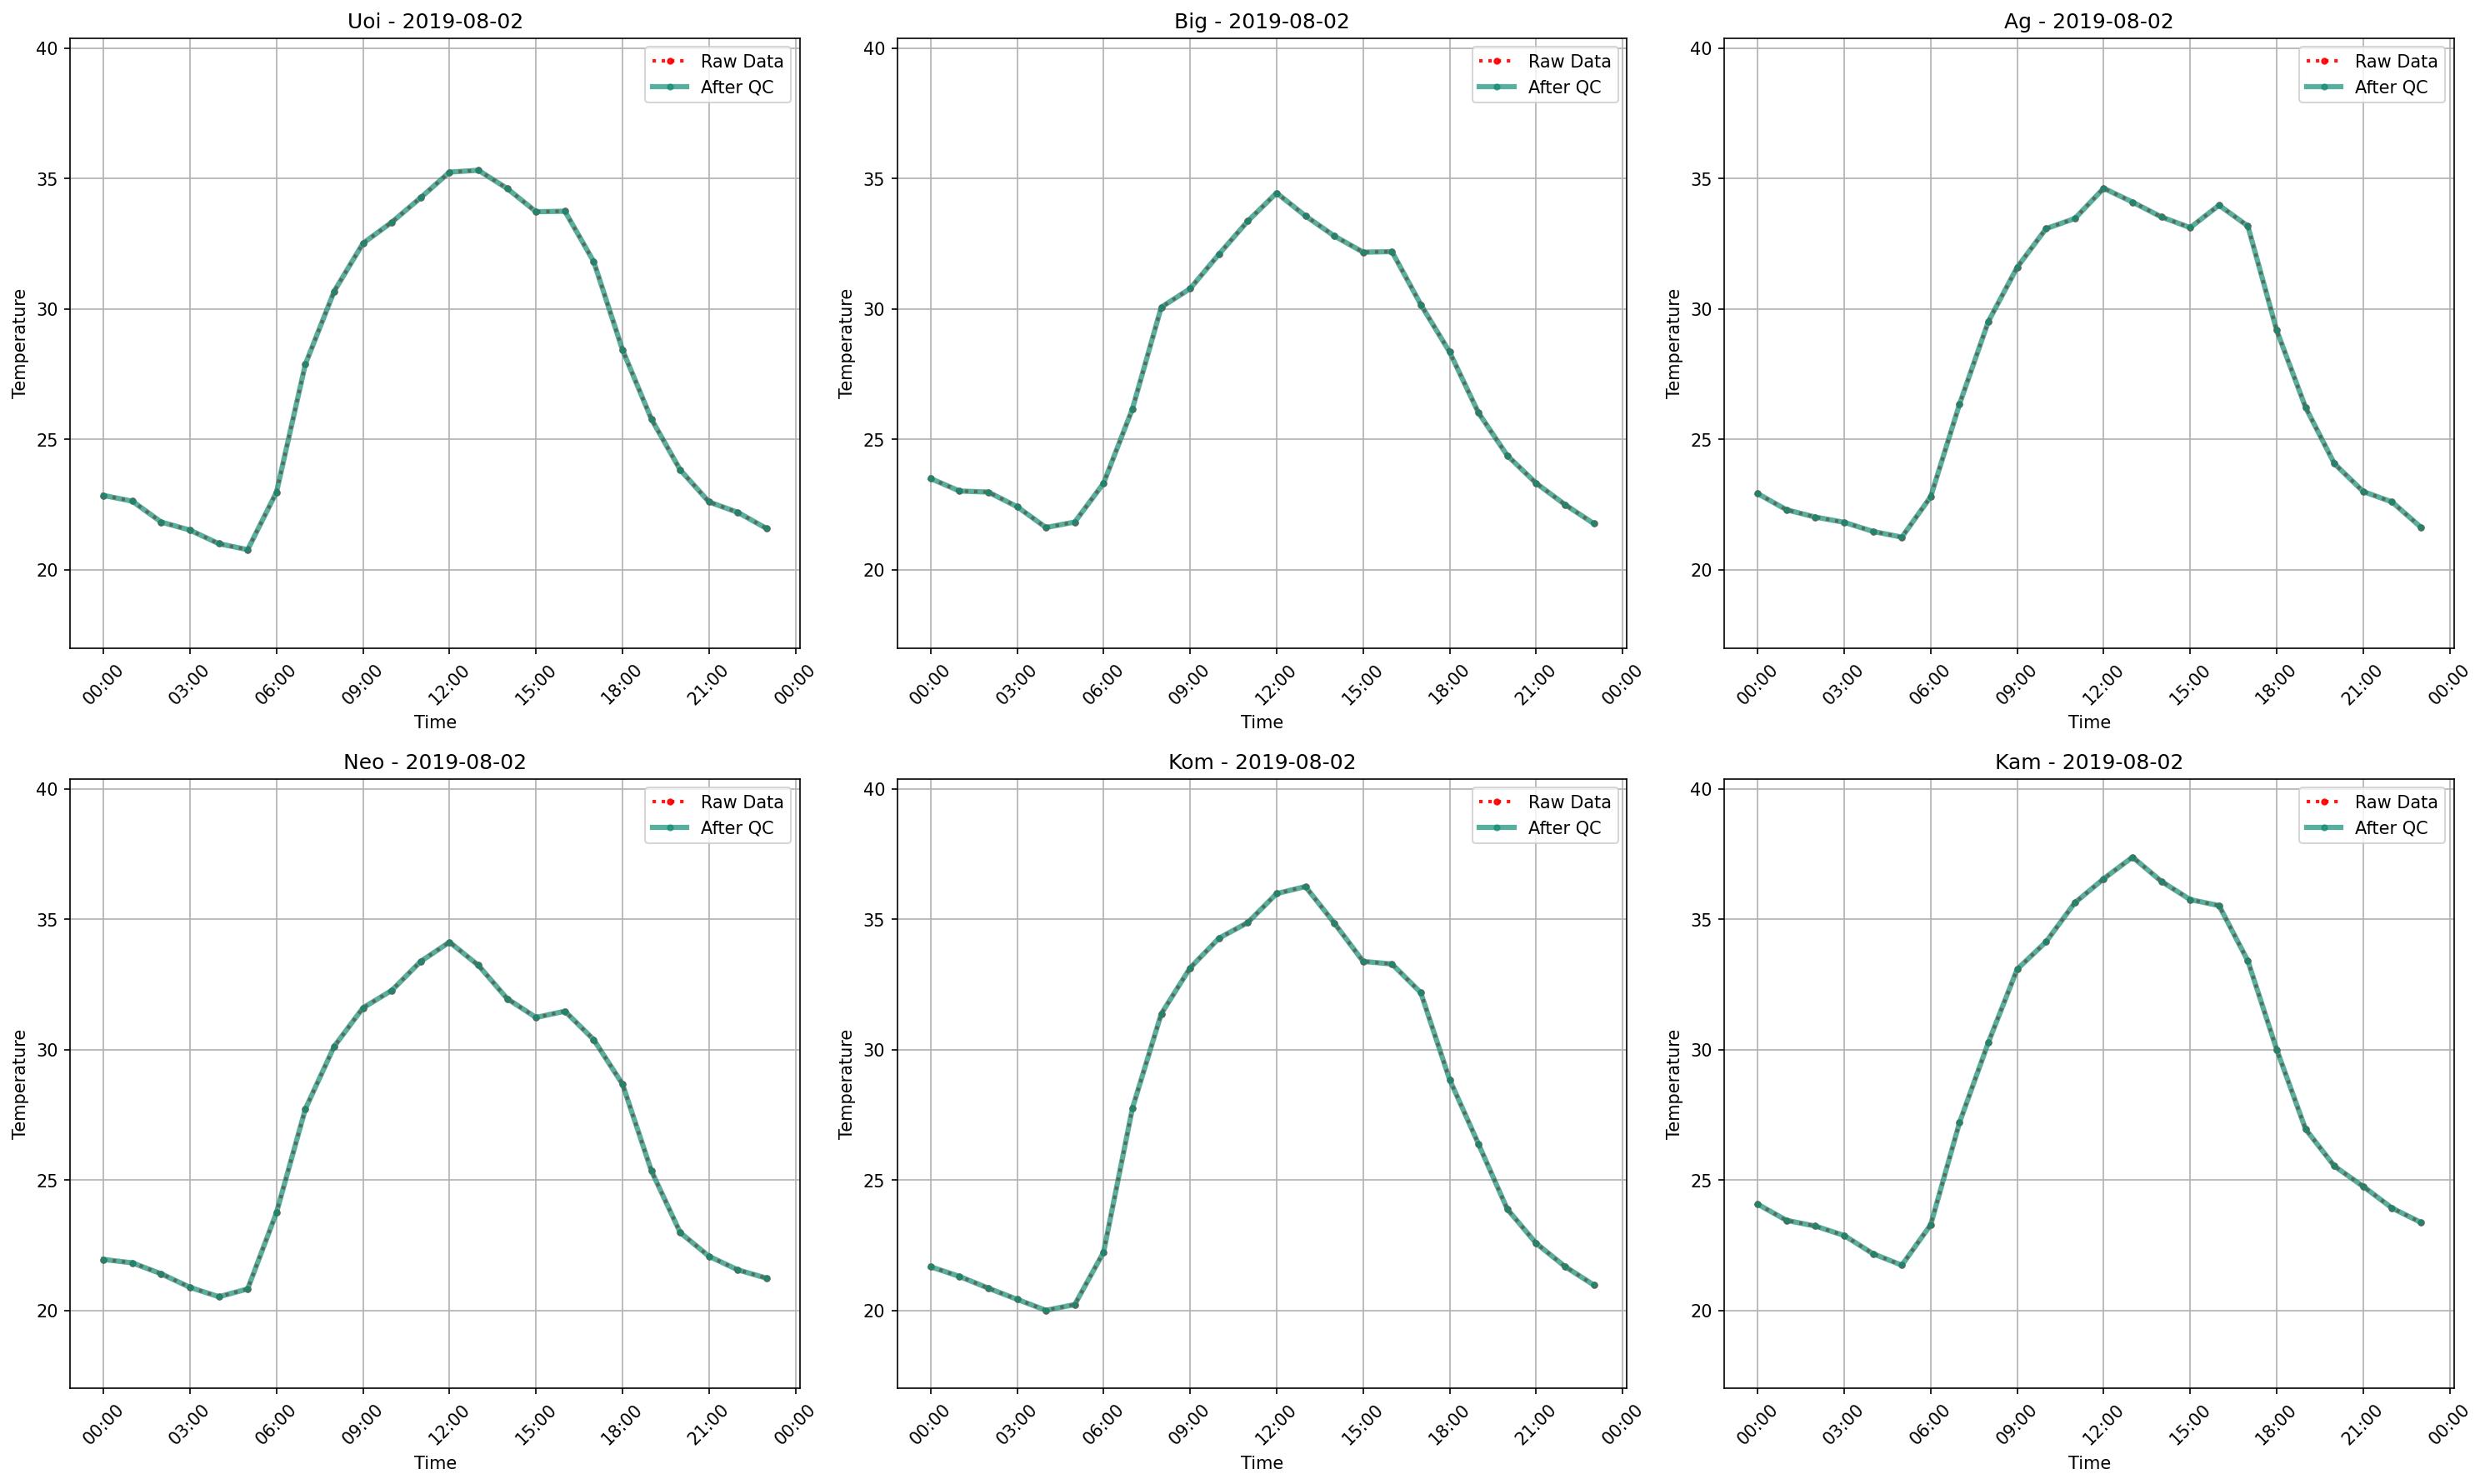 Uoi - 2019-08-02
Raw Data
After QC
40
35
30
25
20
Temperature
00:00
03:00
06:00
09:00
12:00
15:00
18:00
21:00
00:00
Time
Big - 2019-08-02
Raw Data
After QC
40
35
30
25
20
Temperature
00:00
03:00
06:00
09:00
12:00
15:00
18:00
21:00
00:00
Time
Ag - 2019-08-02
Raw Data
After QC
40
35
30
25
20
Temperature
00:00
03:00
06:00
09:00
12:00
15:00
18:00
21:00
00:00
Time
Neo - 2019-08-02
Raw Data
After QC
40
35
30
25
20
Temperature
00:00
03:00
06:00
09:00
12:00
15:00
18:00
21:00
00:00
Time
Kom - 2019-08-02
Raw Data
After QC
40
35
30
25
20
Temperature
00:00
03:00
06:00
09:00
12:00
15:00
18:00
21:00
00:00
Time
Kam - 2019-08-02
Raw Data
After QC
40
35
30
25
20
Temperature
00:00
03:00
06:00
09:00
12:00
15:00
18:00
21:00
00:00
Time